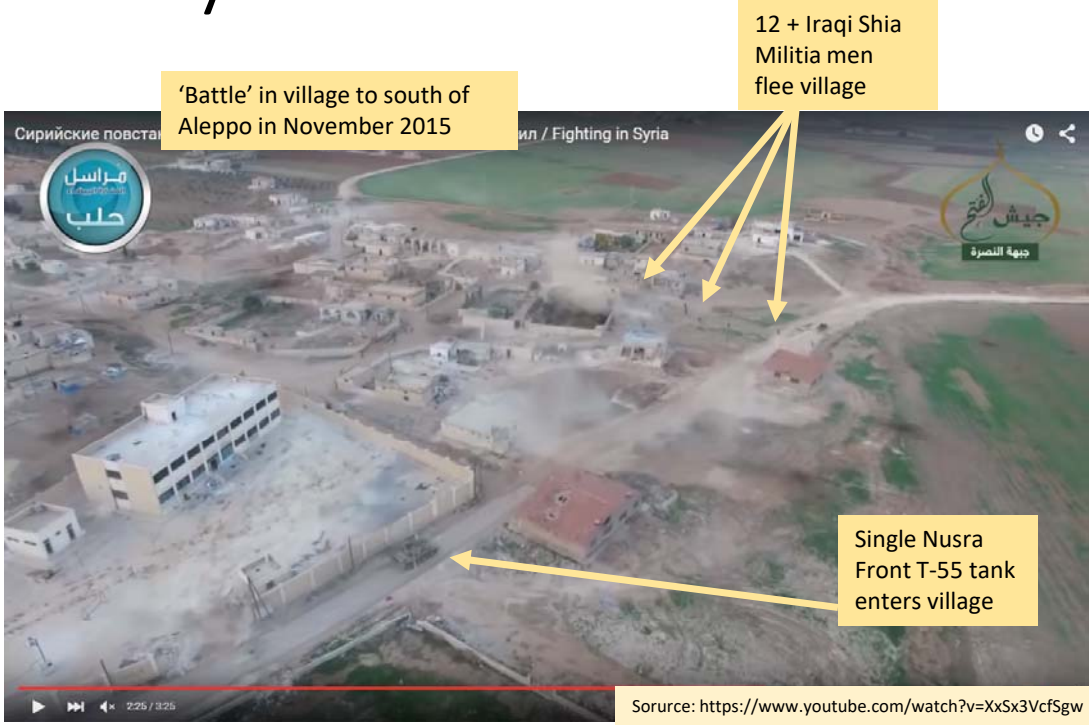 12 + Iraqi Shia
Militia men
flee village
‘Battle’ in village to south of
Aleppo in November 2015
Сирийские повстан
ил / Fighting in Syria
مراسل
حلب
جيش الفتح
جبهة النصرة
Single Nusra
Front T-55 tank
enters village
2:25 / 3:25
Sorurce: https://www.youtube.com/watch?v=XxSx3VcfSgw